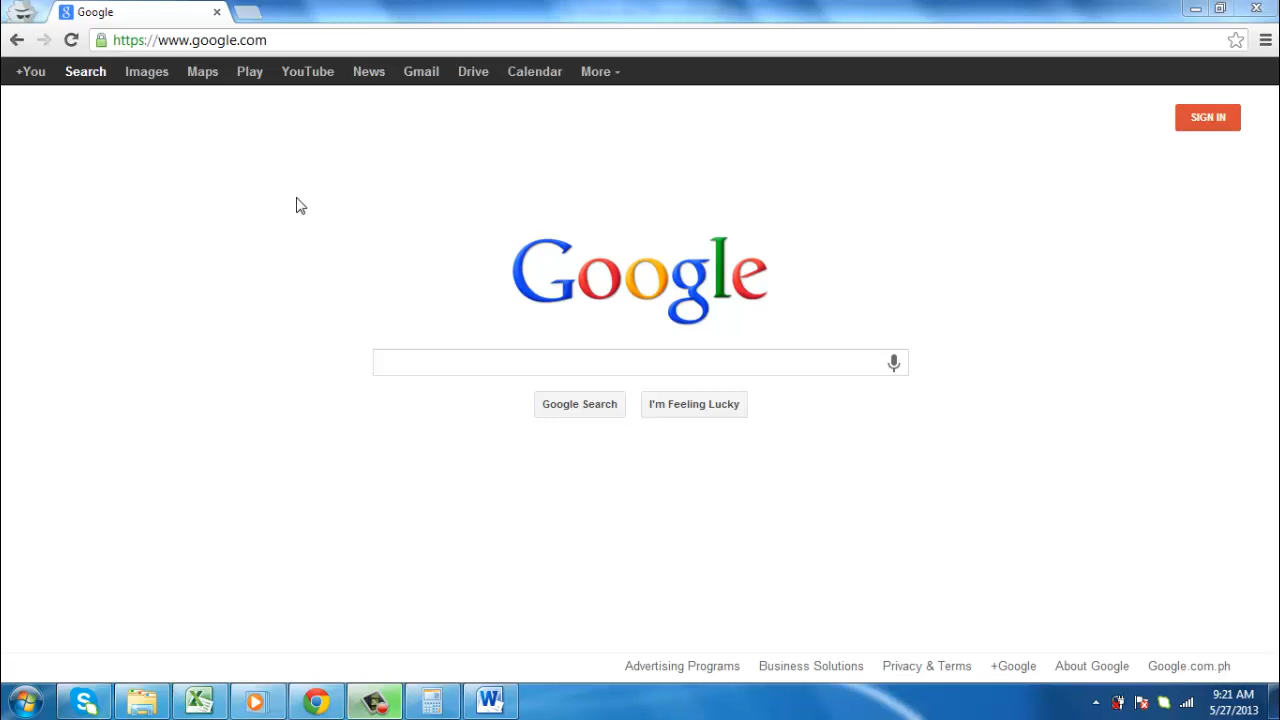 Google
https://www.google.com
+You Search Images Maps Play YouTube News Gmail Drive Calendar More
SIGN IN
Google
Google Search I'm Feeling Lucky
Advertising Programs Business Solutions Privacy & Terms +Google About Google Google.com.ph
9:21 AM
5/27/2013